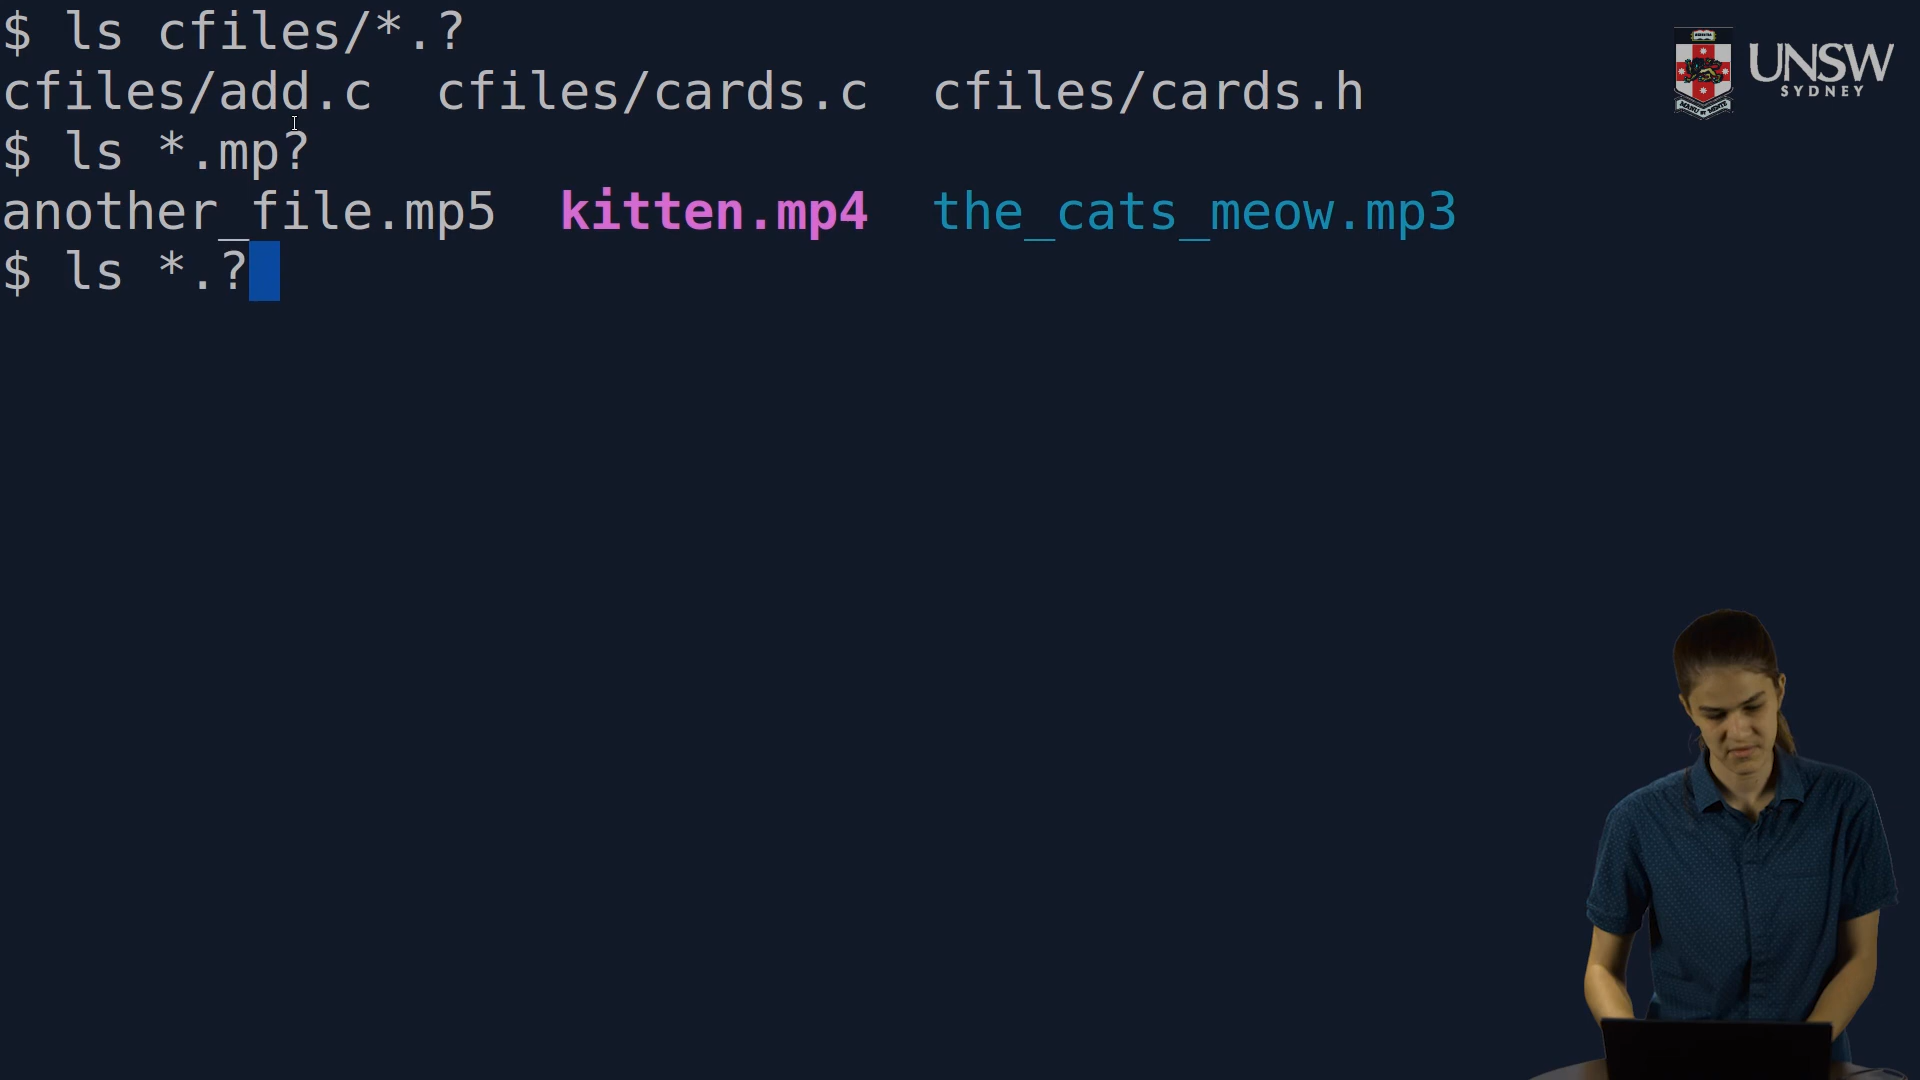 $ ls cfiles/*.?
cfiles/add.c  cfiles/cards.c  cfiles/cards.h
$ ls *.mp?
another_file.mp5  kitten.mp4  the_cats_meow.mp3
$ ls *.?
UNSW
SYDNEY